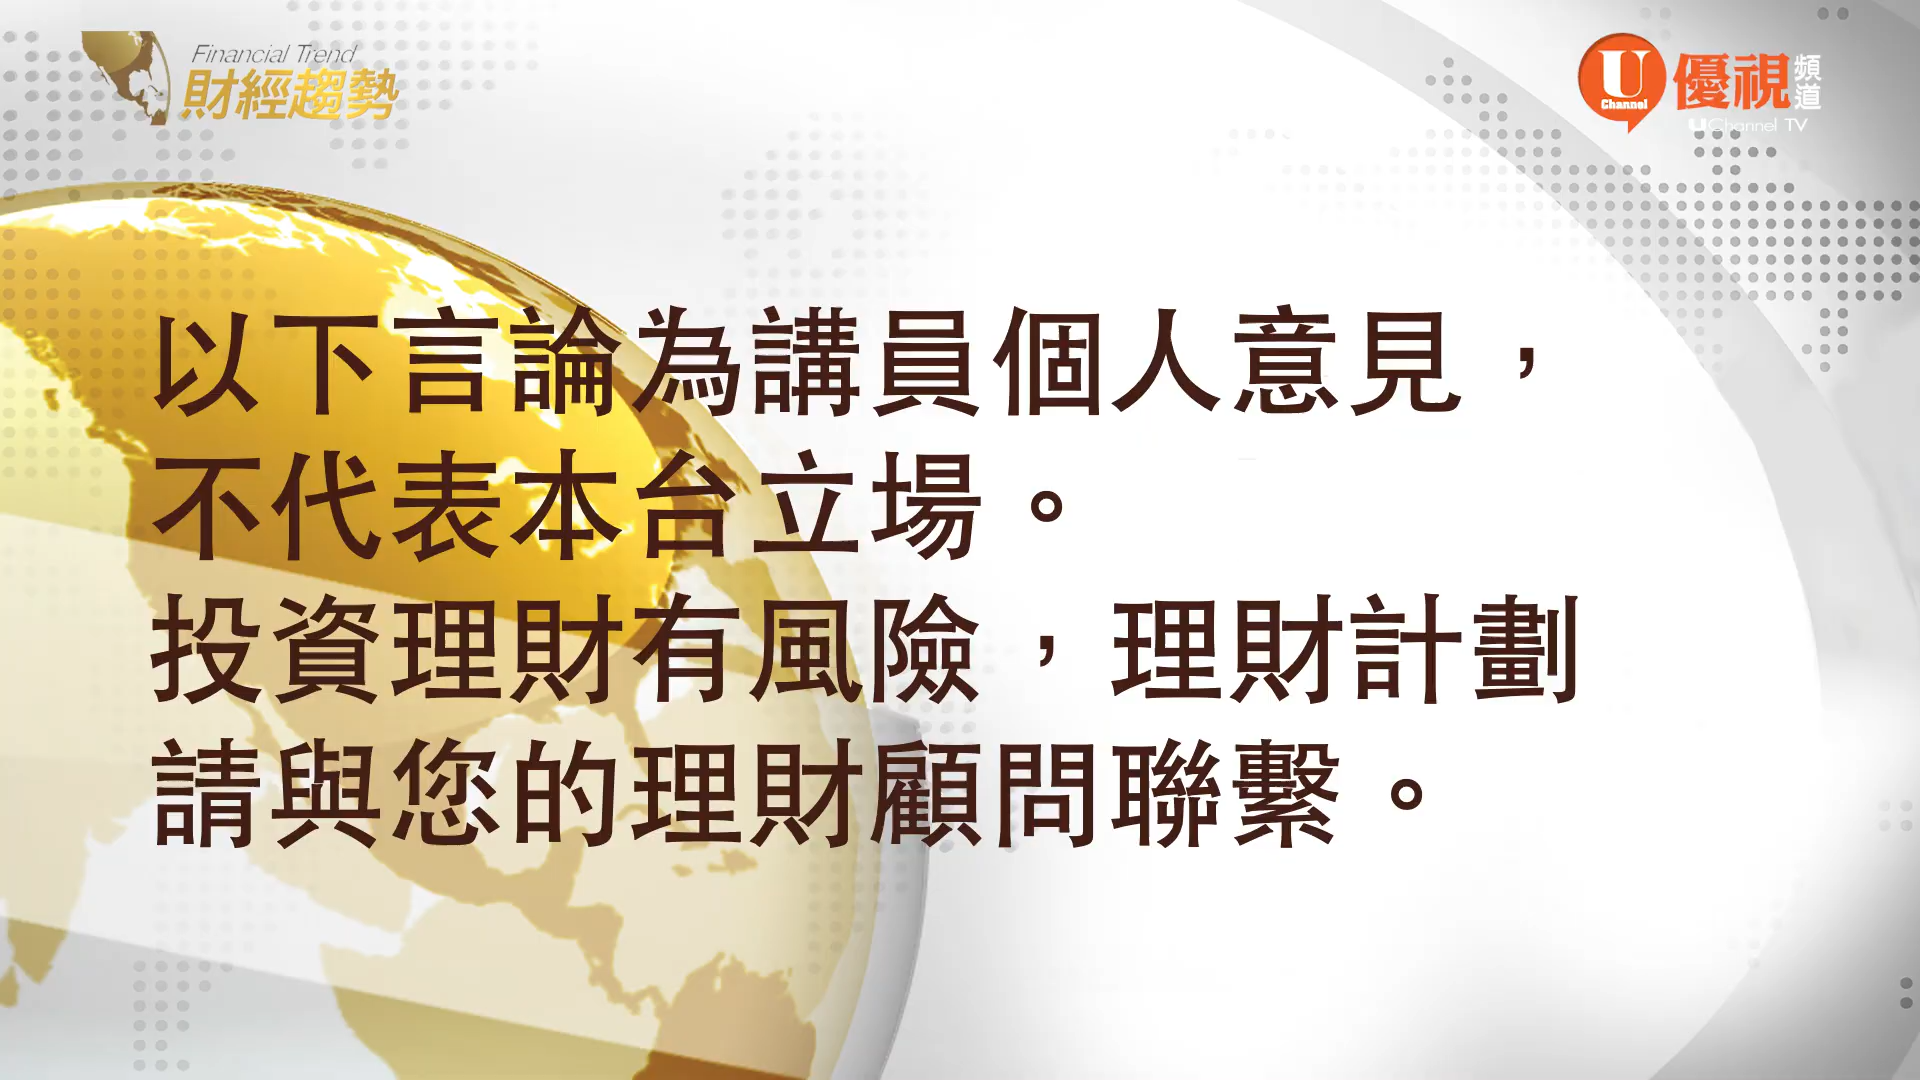 Financial Trend
財經趨勢
U Channel
優視頻道
UChannel TV
以下言論為講員個人意見，
不代表本台立場。
投資理財有風險，理財計劃
請與您的理財顧問聯繫。